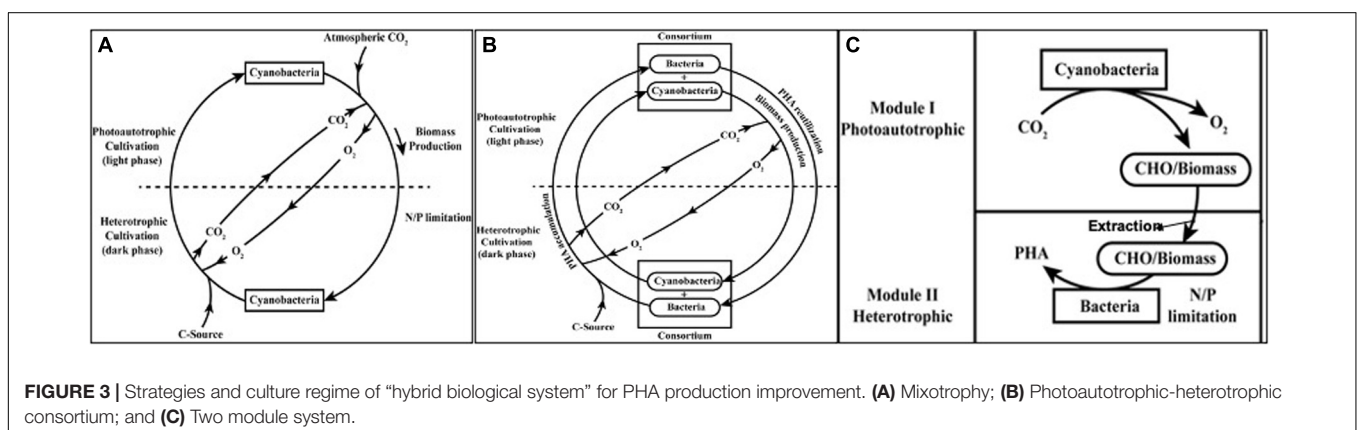 A
Atmospheric CO₂
Cyanobacteria
CO₂
Photoautotrophic
Cultivation
(light phase)
O₂
Biomass
Production
Heterotrophic
Cultivation
(dark phase)
N/P limitation
CO₂
O₂
Cyanobacteria
C-Source
B
Consortium
Bacteria
+
Cyanobacteria
Photoautotrophic
Cultivation
(light phase)
CO₂
O₂
Biomass production
PHA reutilization
Heterotrophic
Cultivation
(dark phase)
PHA accumulation
CO₂
O₂
Cyanobacteria
+
Bacteria
C-Source
Consortium
C
Module I
Photoautotrophic
Cyanobacteria
CO₂
O₂
CHO/Biomass
Module II
Heterotrophic
Extraction
CHO/Biomass
PHA
Bacteria
N/P
limitation
FIGURE 3 | Strategies and culture regime of “hybrid biological system” for PHA production improvement. (A) Mixotrophy; (B) Photoautotrophic-heterotrophic
consortium; and (C) Two module system.